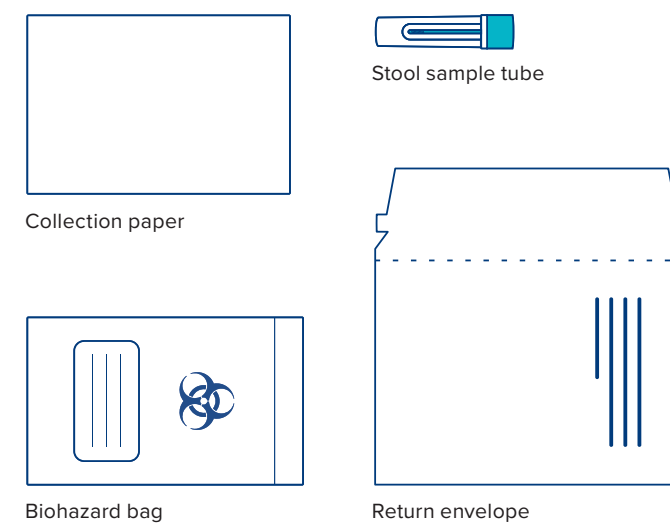 Stool sample tube
Collection paper
Biohazard bag
Return envelope